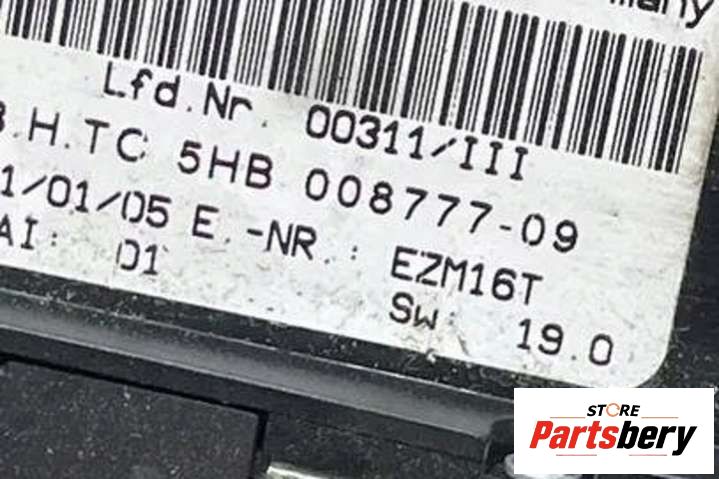 Lfd.Nr. 00311/III
.H.TC 5HB 008777-09
1/01/05 E.-NR.: EZM16T
AI: 01 SW: 19.0
STORE
Partsbery